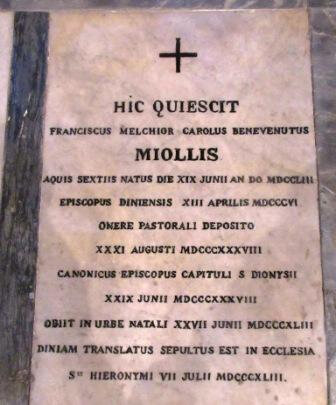 HIC QUIESCIT
FRANCISCUS MELCHIOR CAROLUS BENEVENUTUS
MIOLLIS
AQUIS SEXTIIS NATUS DIE XIX JUNII AN DO MDCCLIII
EPISCOPUS DINIENSIS XIII APRILIS MDCCCVI
ONERE PASTORALI DEPOSITO
XXXI AUGUSTI MDCCCXXXVIII
CANONICUS EPISCOPUS CAPITULI S DIONYSII
XXIX JUNII MDCCCXXXVIII
OBIIT IN URBE NATALI XXVII JUNII MDCCCXLIII
DINIAM TRANSLATUS SEPULTUS EST IN ECCLESIA
Sti HIERONYMI VII JULII MDCCCXLIII.